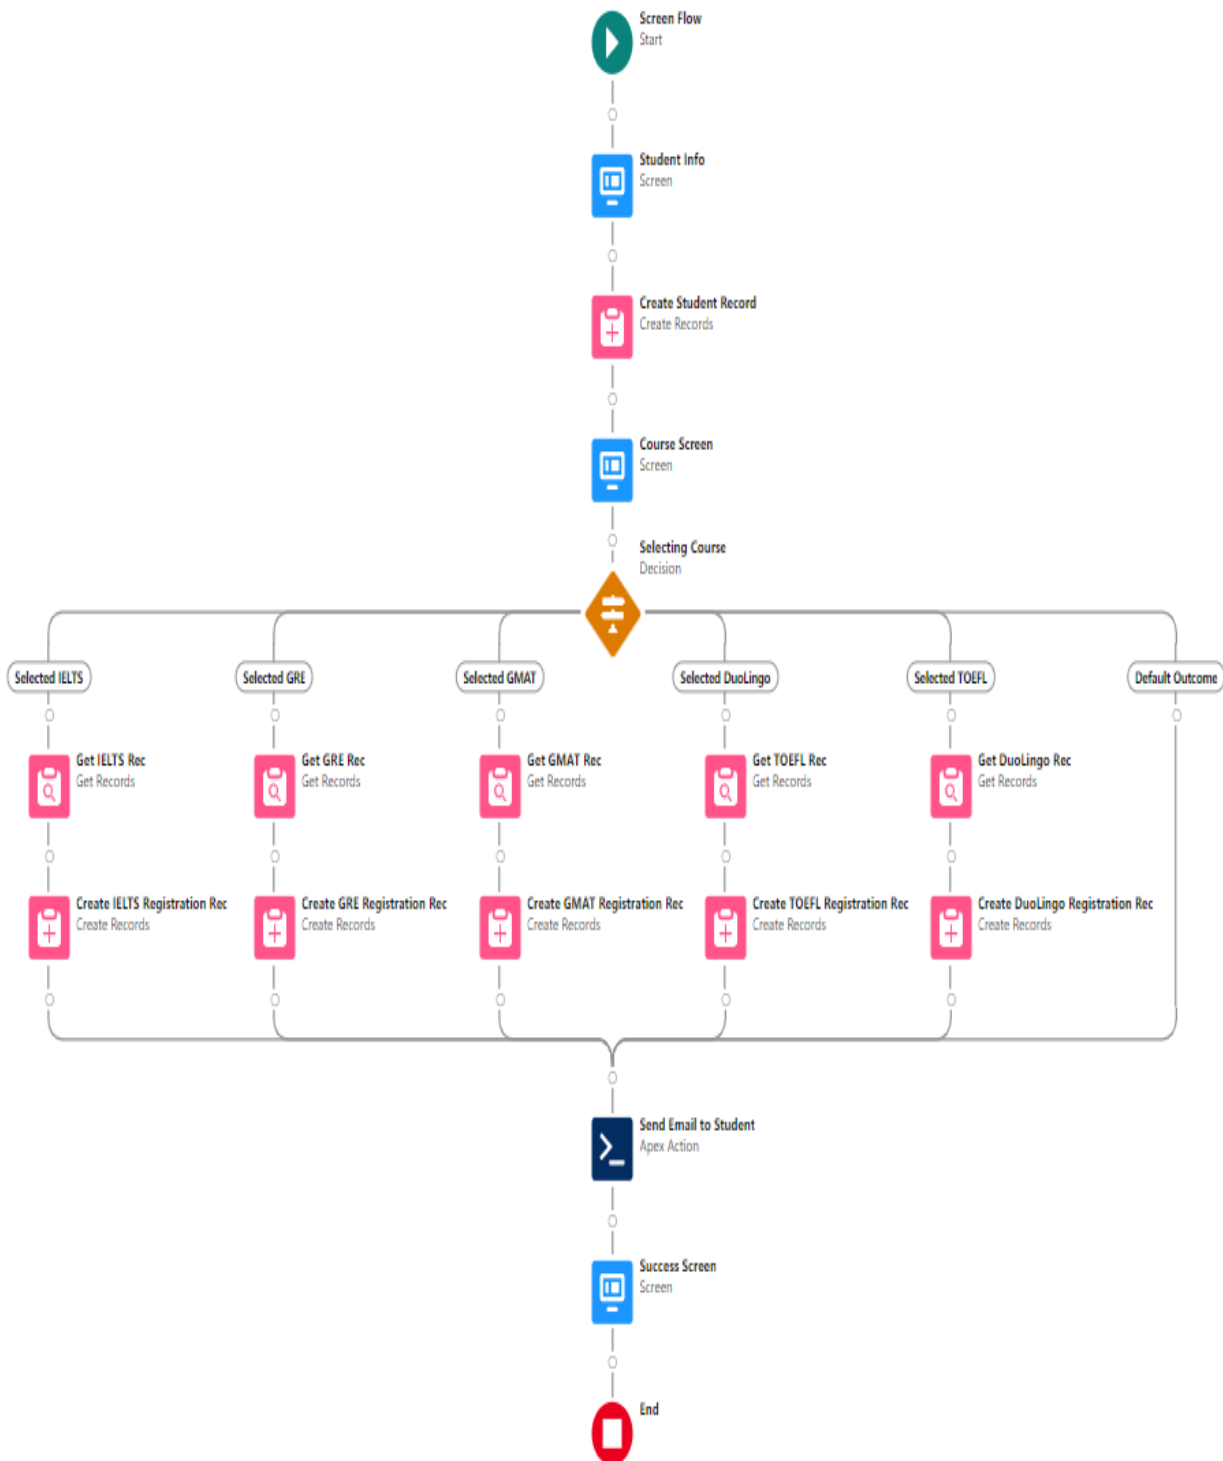 Screen Flow
Start
Student Info
Screen
Create Student Record
Create Records
Course Screen
Screen
Selecting Course
Decision
Selected IELTS
Selected GRE
Selected GMAT
Selected DuoLingo
Selected TOEFL
Default Outcome
Get IELTS Rec
Get Records
Get GRE Rec
Get Records
Get GMAT Rec
Get Records
Get TOEFL Rec
Get Records
Get DuoLingo Rec
Get Records
Create IELTS Registration Rec
Create Records
Create GRE Registration Rec
Create Records
Create GMAT Registration Rec
Create Records
Create TOEFL Registration Rec
Create Records
Create DuoLingo Registration Rec
Create Records
Send Email to Student
Apex Action
Success Screen
Screen
End